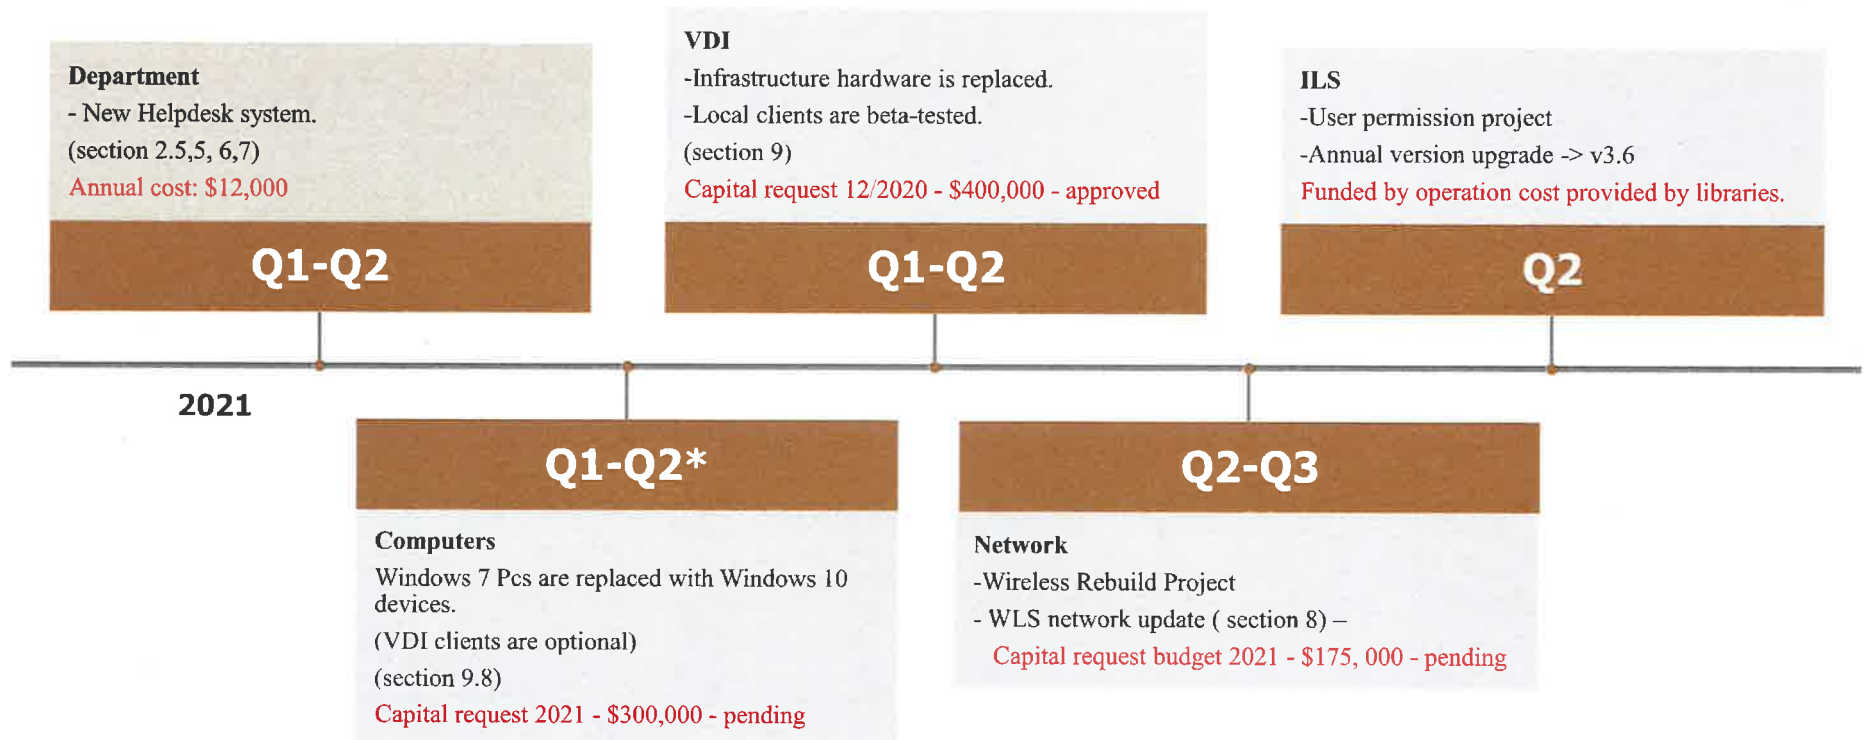 Department
- New Helpdesk system.
(section 2.5,5, 6,7)
Annual cost: $12,000
Q1-Q2
VDI
-Infrastructure hardware is replaced.
-Local clients are beta-tested.
(section 9)
Capital request 12/2020 - $400,000 - approved
Q1-Q2
ILS
-User permission project
-Annual version upgrade -> v3.6
Funded by operation cost provided by libraries.
Q2
2021
Q1-Q2*
Computers
Windows 7 Pcs are replaced with Windows 10
devices.
(VDI clients are optional)
(section 9.8)
Capital request 2021 - $300,000 - pending
Q2-Q3
Network
-Wireless Rebuild Project
- WLS network update ( section 8) –
Capital request budget 2021 - $175, 000 - pending